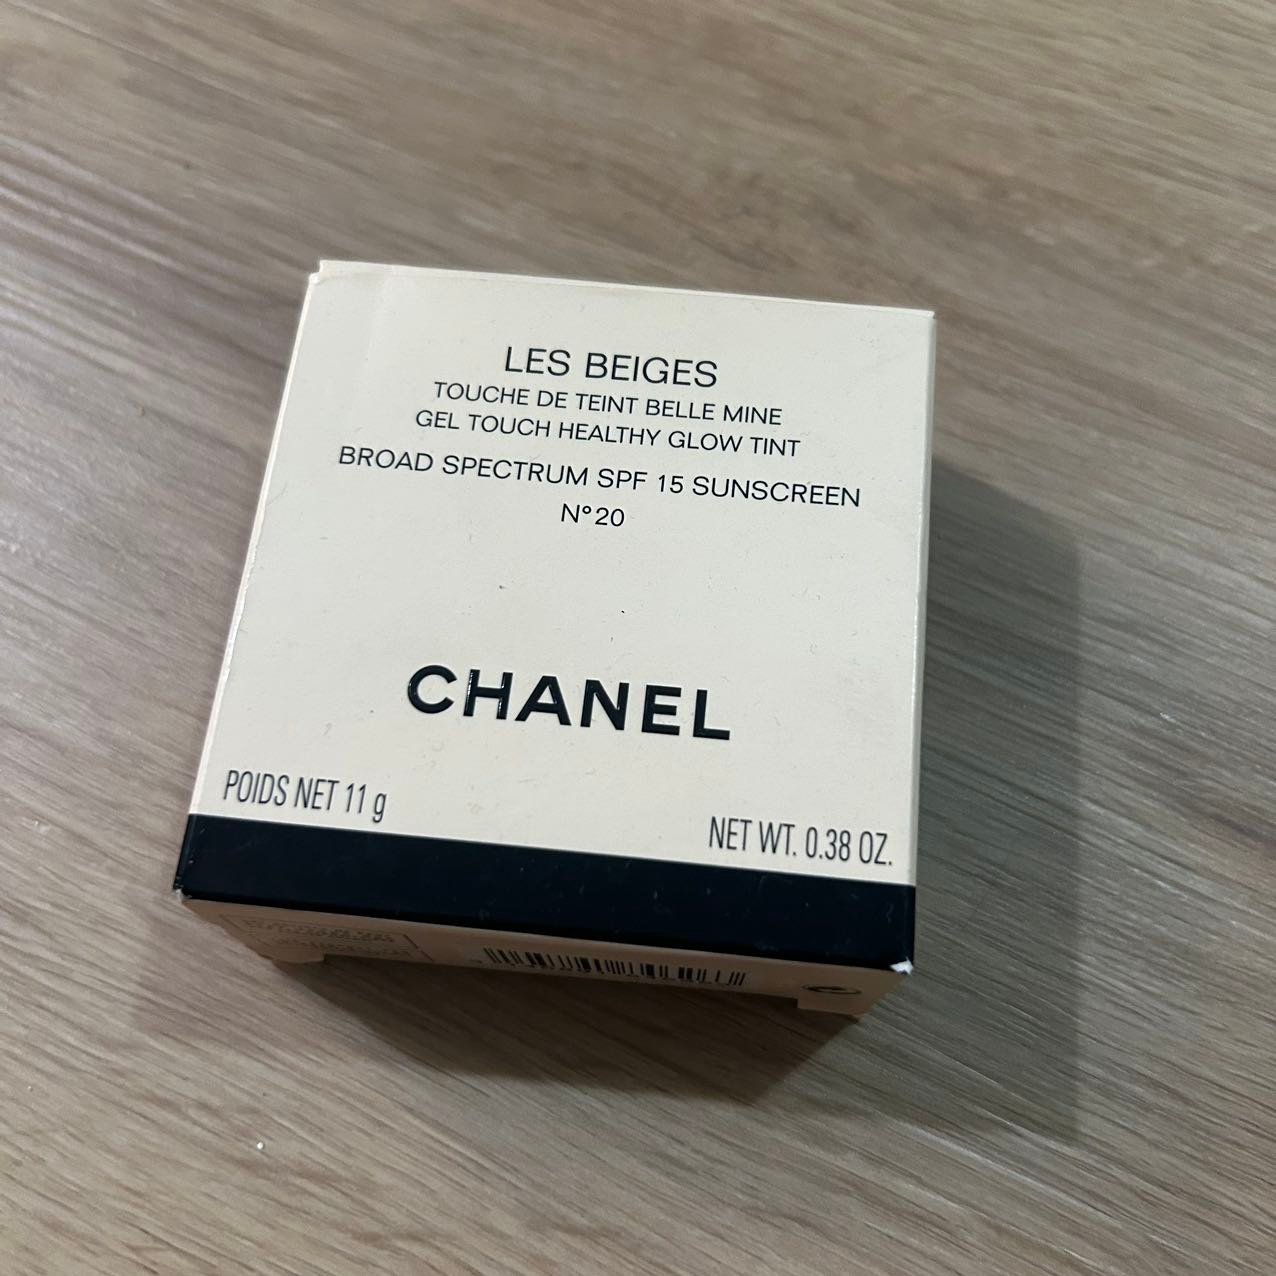 LES BEIGES
TOUCHE DE TEINT BELLE MINE
GEL TOUCH HEALTHY GLOW TINT
BROAD SPECTRUM SPF 15 SUNSCREEN
N°20
CHANEL
POIDS NET 11 g
NET WT. 0.38 OZ.